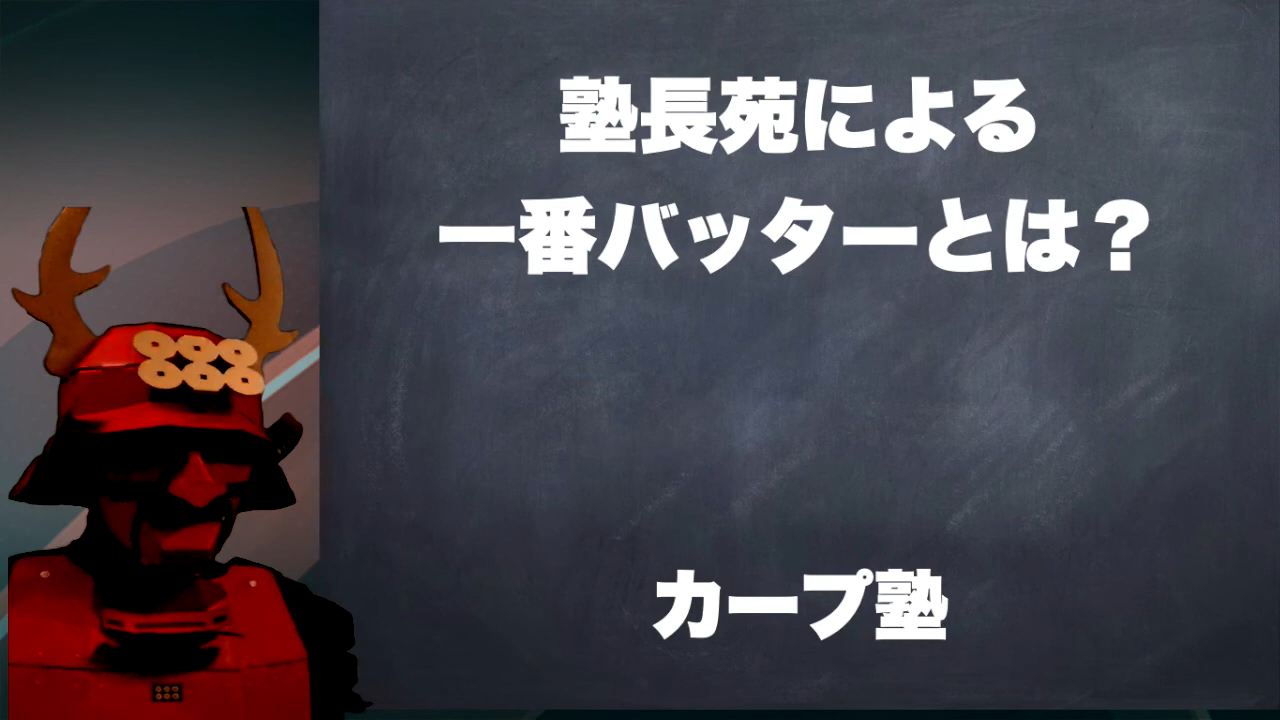 塾長苑による
一番バッターとは？
カープ塾